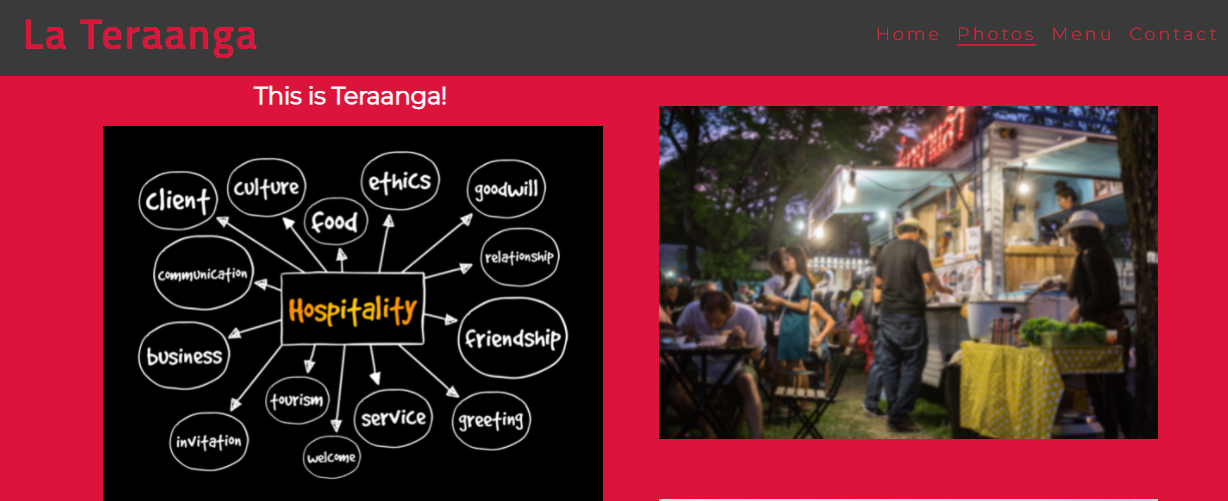 La Teraanga
Home Photos Menu Contact
This is Teraanga!
client
culture
food
ethics
goodwill
communication
relationship
Hospitality
business
friendship
tourism
service
greeting
invitation
welcome